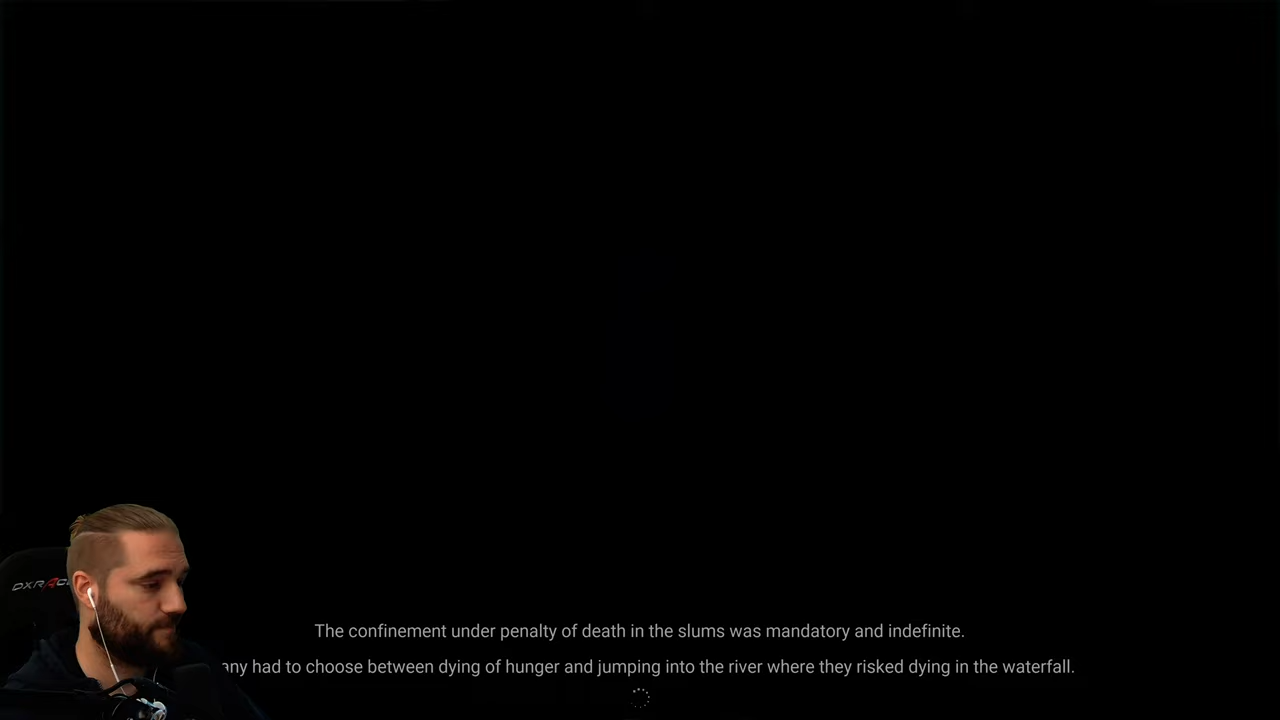 The confinement under penalty of death in the slums was mandatory and indefinite.
any had to choose between dying of hunger and jumping into the river where they risked dying in the waterfall.